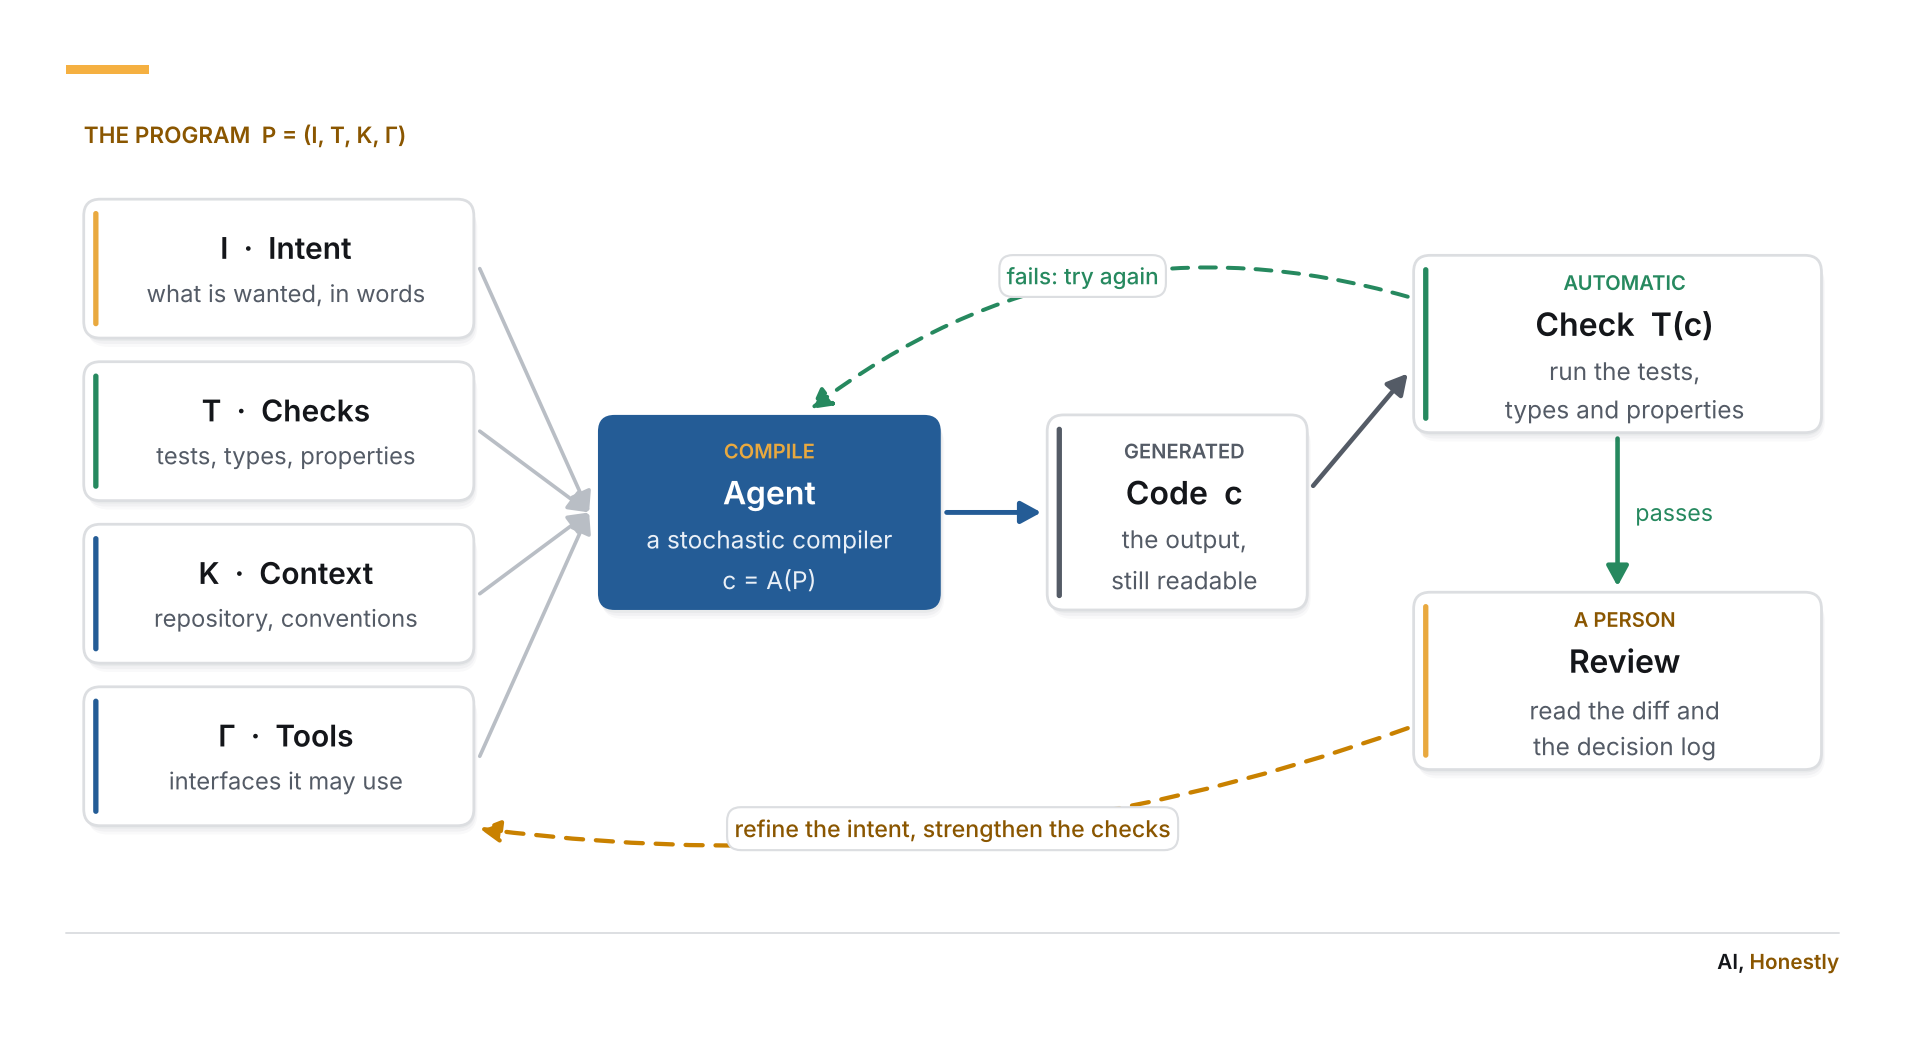 THE PROGRAM P = (I, T, K, Γ)
I · Intent
what is wanted, in words
T · Checks
tests, types, properties
K · Context
repository, conventions
Γ · Tools
interfaces it may use
COMPILE
Agent
a stochastic compiler
c = A(P)
fails: try again
GENERATED
Code c
the output,
still readable
AUTOMATIC
Check T(c)
run the tests,
types and properties
passes
A PERSON
Review
read the diff and
the decision log
refine the intent, strengthen the checks
AI, Honestly